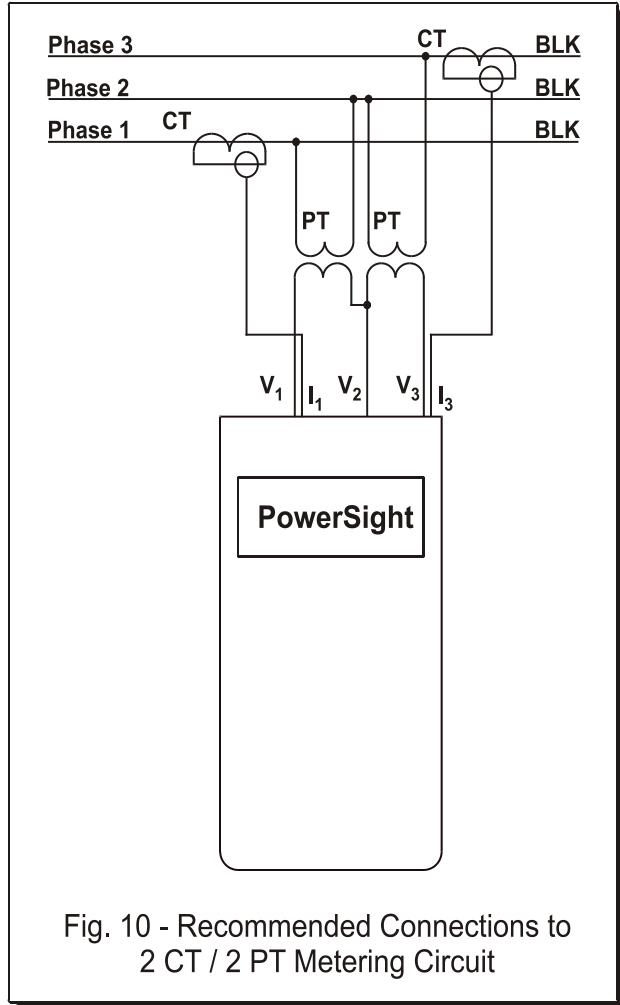 CT
Phase 3 BLK
Phase 2 BLK
Phase 1 CT BLK
PT PT
V₁ I₁ V₂ V₃ I₃
PowerSight
Fig. 10 - Recommended Connections to
2 CT / 2 PT Metering Circuit